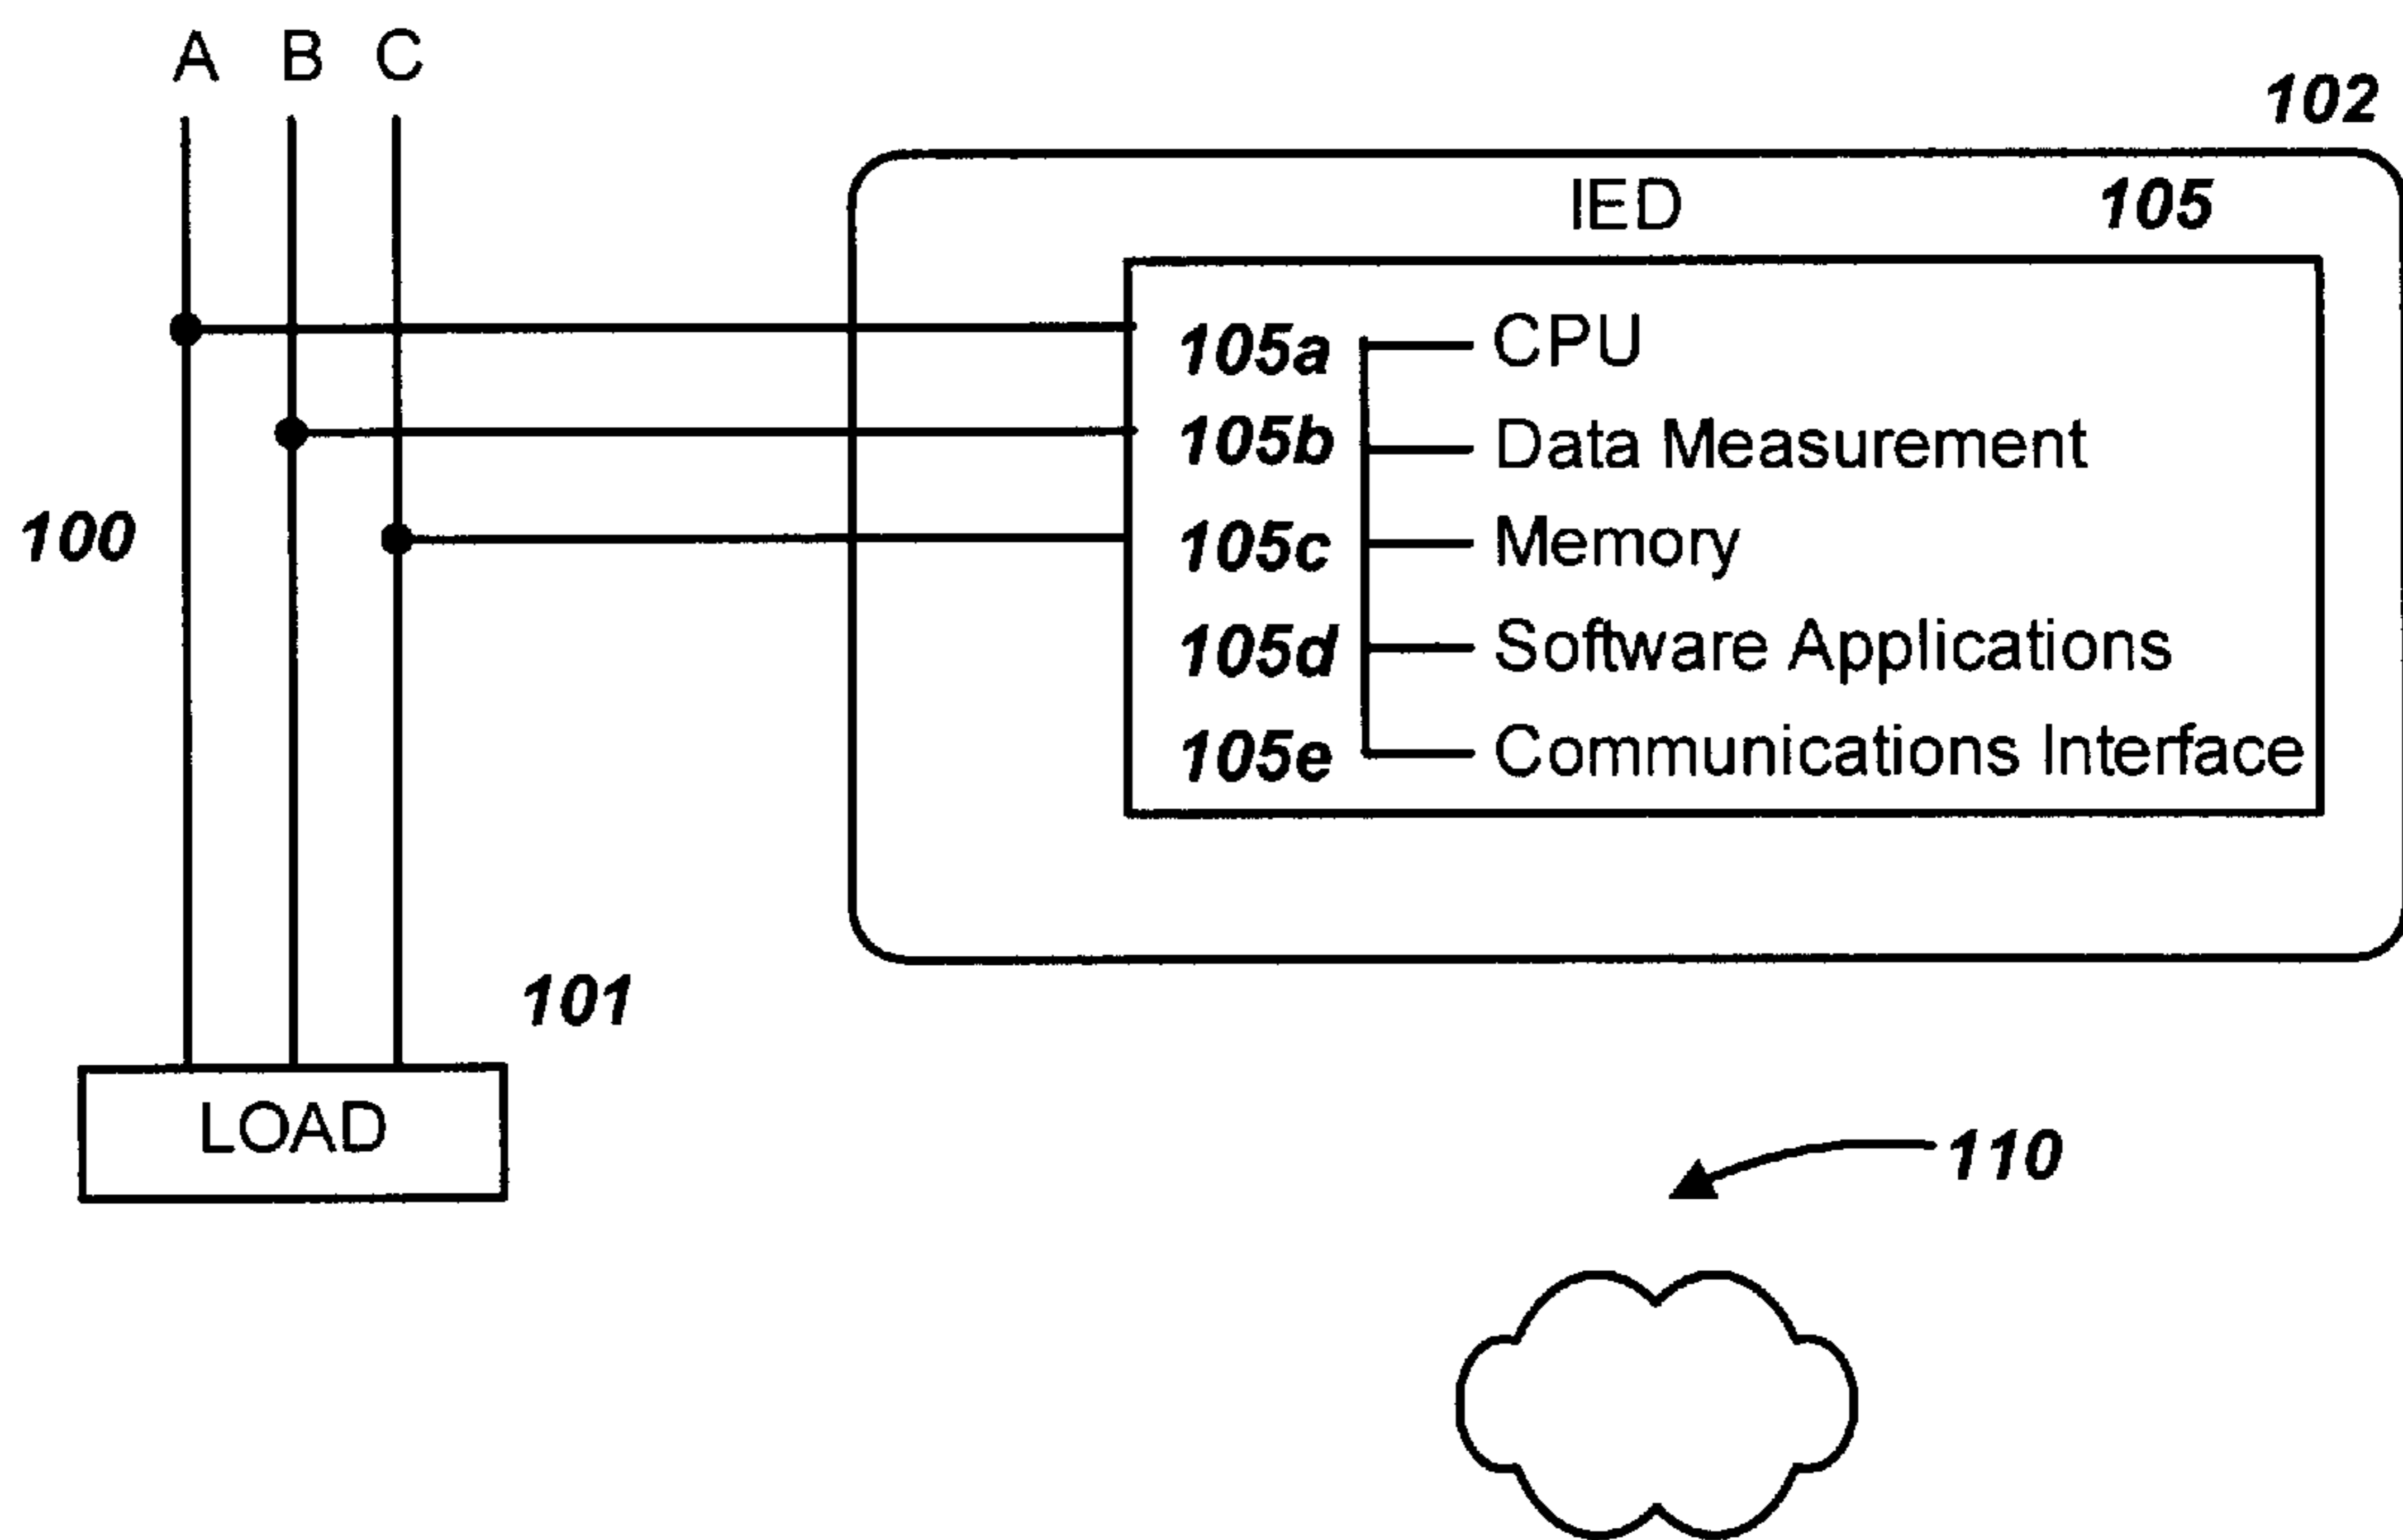 A B C
102
IED 105
105a CPU
105b Data Measurement
100
105c Memory
105d Software Applications
105e Communications Interface
101
LOAD
110